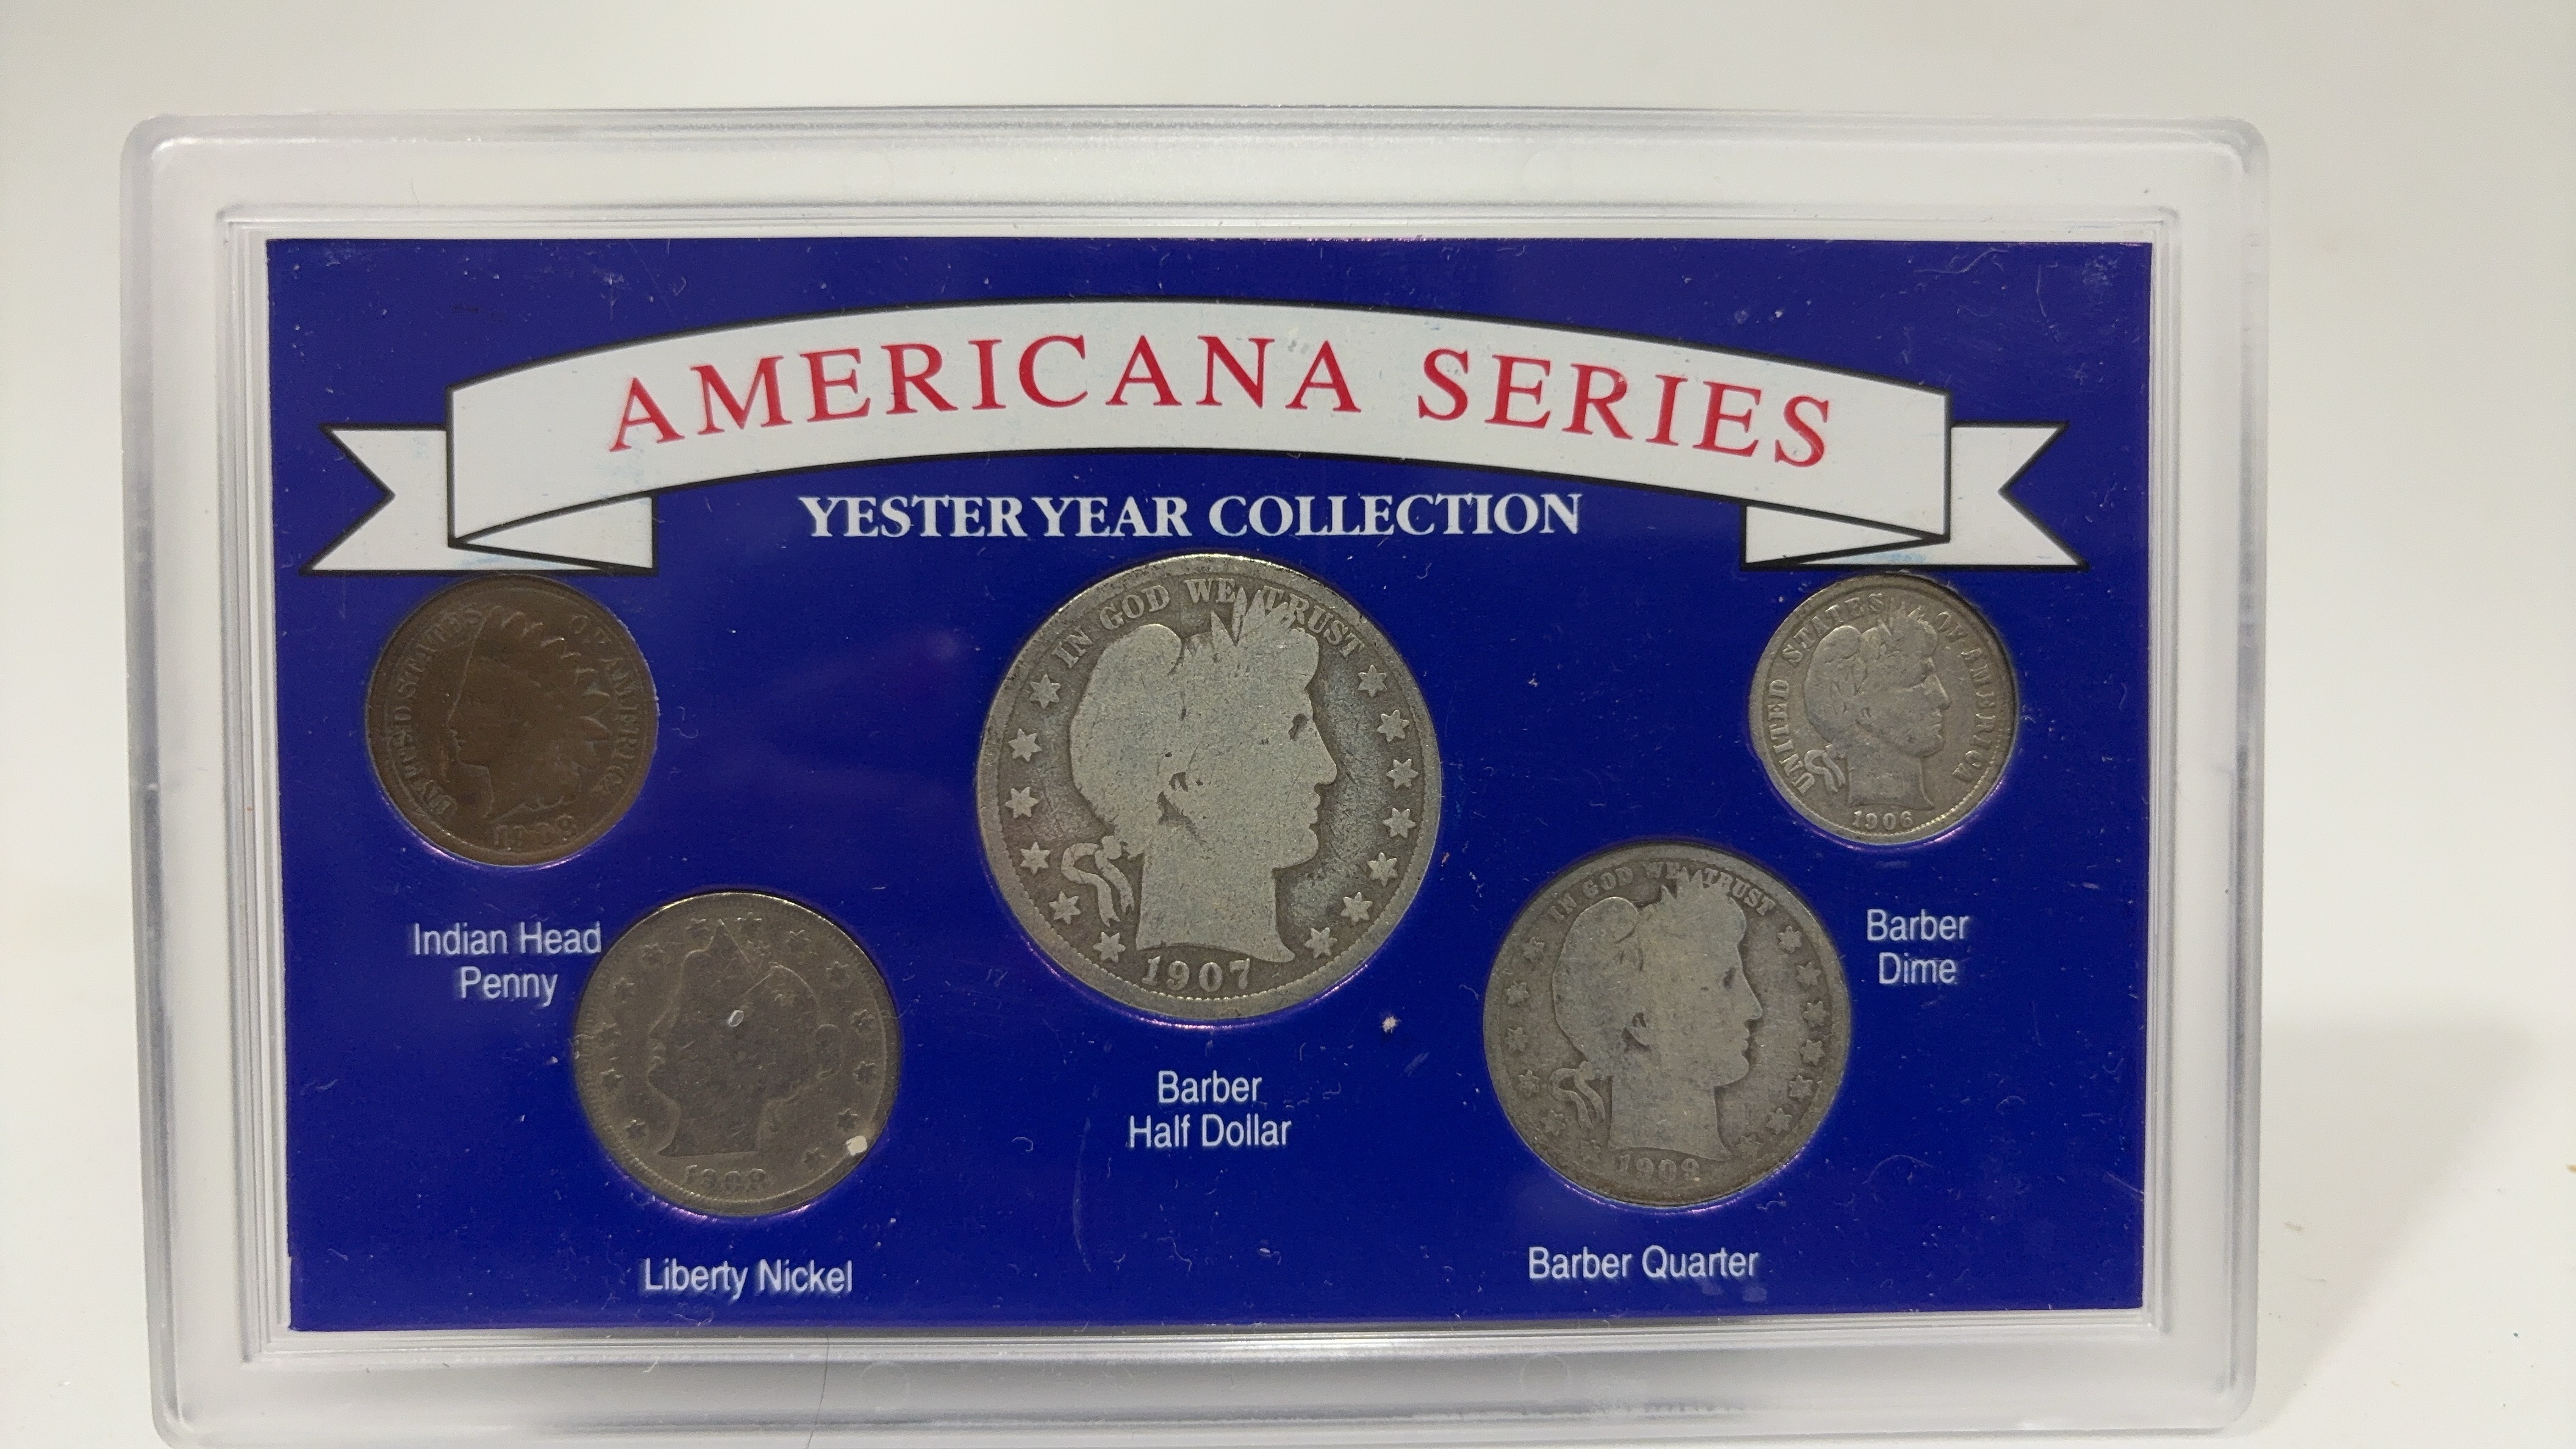 AMERICANA SERIES
YESTERYEAR COLLECTION
UNITED STATES OF AMERICA
Indian Head
Penny
IN GOD WE TRUST
1907
Barber
Half Dollar
UNITED STATES OF AMERICA
1906
Barber
Dime
Liberty Nickel
IN GOD WE TRUST
1909
Barber Quarter